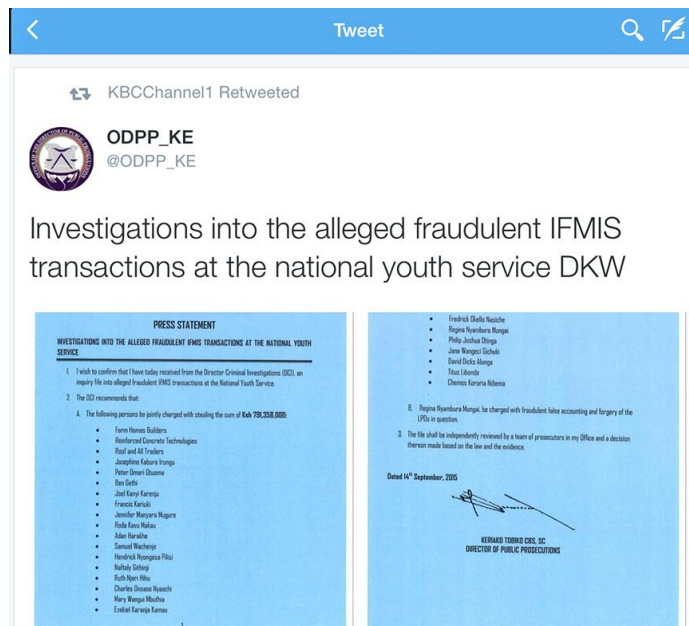 Tweet
KBCChannel1 Retweeted
ODPP_KE
@ODPP_KE
Investigations into the alleged fraudulent IFMIS
transactions at the national youth service DKW
PRESS STATEMENT
INVESTIGATIONS INTO THE ALLEGED FRAUDULENT IFMIS TRANSACTIONS AT THE NATIONAL YOUTH
SERVICE
1. I wish to confirm that I have today received from the Director Criminal Investigations (DCI), an
inquiry file into alleged fraudulent IFMIS transactions at the National Youth Service.
2. The DCI recommends that:
A. The following persons be jointly charged with stealing the sum of Ksh 791,358,000:
• Form Homes Builders
• Reinforced Concrete Technologies
• Roof and All Traders
• Josephine Kabura Irungu
• Peter Omari Otuoma
• Ben Gethi
• Joel Kanyi Karenju
• Francis Kariuki
• Jennifer Manyara Mugure
• Roda Kavu Makau
• Adan Harakhe
• Samuel Wachenje
• Hendrick Nyongesa Pilisi
• Naftaly Githinji
• Ruth Njeri Hihu
• Charles Onsase Nyaachi
• Mary Wangui Mbuthia
• Ezekiel Karanja Kamau
1
• Fredrick Okello Nasiche
• Regina Nyambura Mungai
• Philip Joshua Otinga
• Jane Wangeci Gichuki
• David Dicks Alunga
• Titus Libondo
• Chemos Kororia Ndiema
B. Regina Nyambura Mungai, be charged with fraudulent false accounting and forgery of the
LPOs in question.
3. The file shall be independently reviewed by a team of prosecutors in my Office and a decision
thereon made based on the law and the evidence.
Dated 14th September, 2015
KERIAKO TOBIKO CBS, SC
DIRECTOR OF PUBLIC PROSECUTIONS